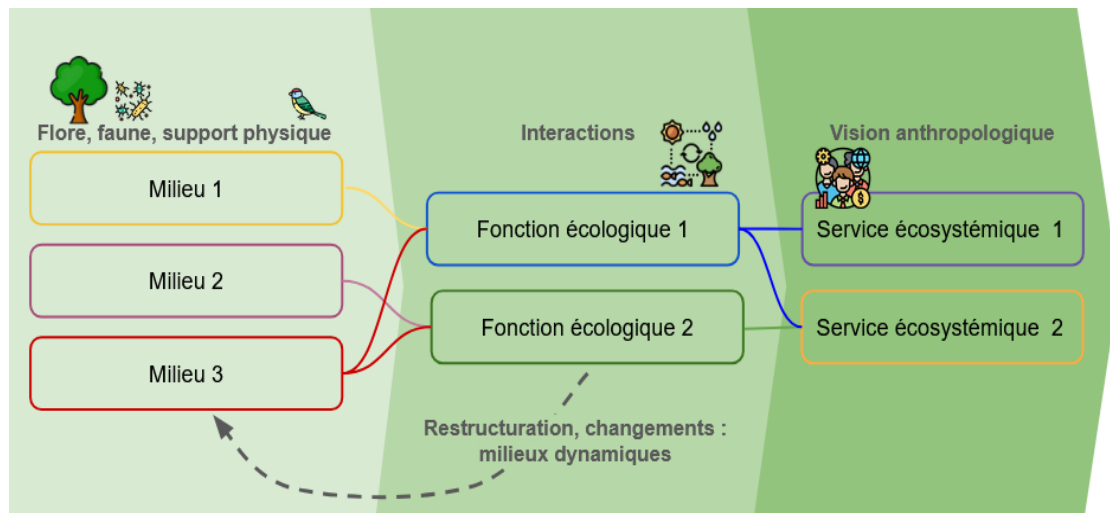 Flore, faune, support physique
Milieu 1
Milieu 2
Milieu 3
Interactions
Fonction écologique 1
Fonction écologique 2
Restructuration, changements :
milieux dynamiques
Vision anthropologique
Service écosystémique 1
Service écosystémique 2